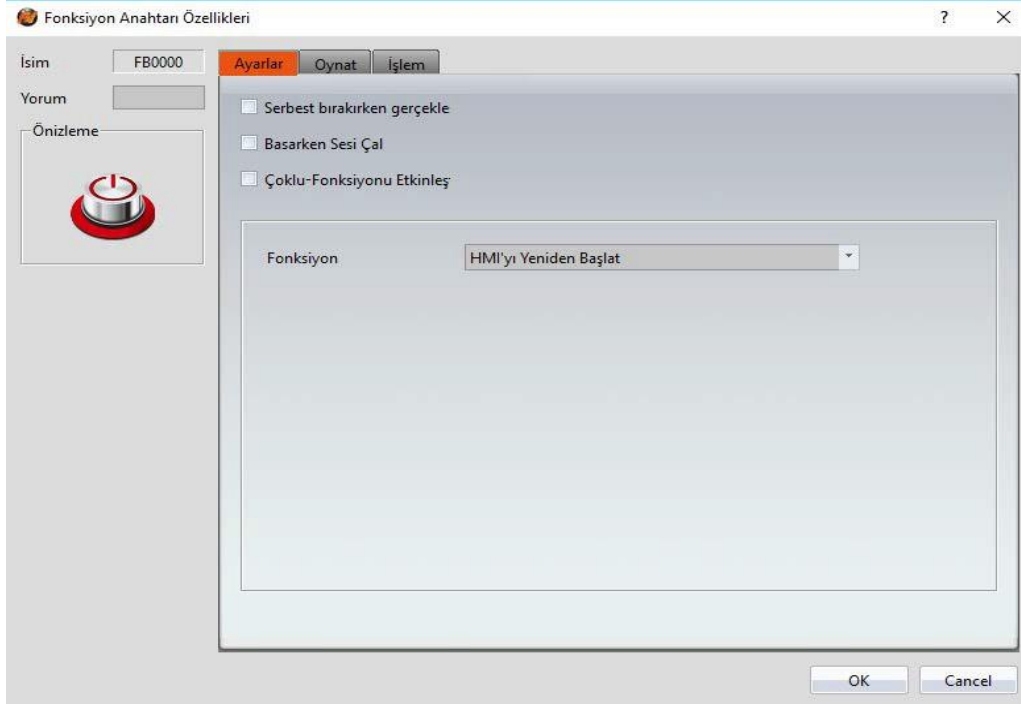 Fonksiyon Anahtarı Özellikleri
İsim FB0000
Yorum
Önizleme
Ayarlar Oynat İşlem
Serbest bırakırken gerçekle
Basarken Sesi Çal
Çoklu-Fonksiyonu Etkinleş
Fonksiyon HMI'yı Yeniden Başlat
OK Cancel